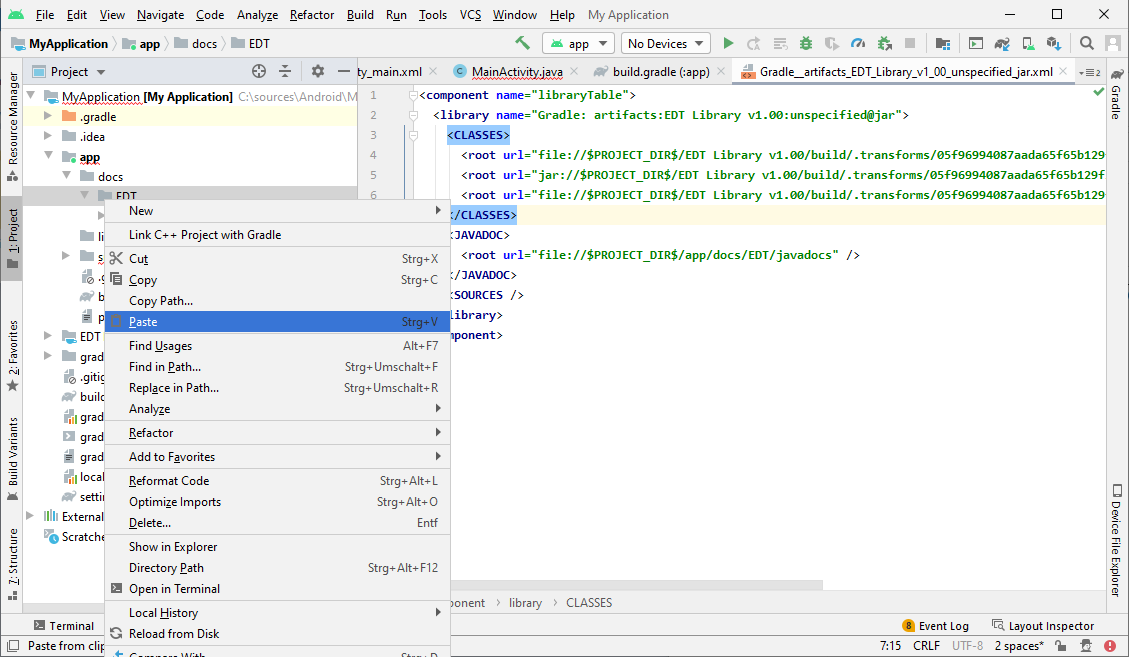 File Edit View Navigate Code Analyze Refactor Build Run Tools VCS Window Help My Application
MyApplication app docs EDT
app No Devices
Project
ty_main.xml MainActivity.java build.gradle (:app) Gradle__artifacts_EDT_Library_v1_00_unspecified_jar.xml 2
Resource Manager
1: Project
2: Favorites
Build Variants
7: Structure
MyApplication [My Application] C:\sources\Android\M
.gradle
.idea
app
docs
EDT
li
s
.g
b
p
EDT
grad
.gitig
build
grad
grad
grad
local
settin
External
Scratche
New
Link C++ Project with Gradle
Cut Strg+X
Copy Strg+C
Copy Path...
Paste Strg+V
Find Usages Alt+F7
Find in Path... Strg+Umschalt+F
Replace in Path... Strg+Umschalt+R
Analyze
Refactor
Add to Favorites
Reformat Code Strg+Alt+L
Optimize Imports Strg+Alt+O
Delete... Entf
Show in Explorer
Directory Path Strg+Alt+F12
Open in Terminal
Local History
Reload from Disk
Compare With... Strg+D
1 <component name="libraryTable">
2 <library name="Gradle: artifacts:EDT Library v1.00:unspecified@jar">
3 <CLASSES>
4 <root url="file://$PROJECT_DIR$/EDT Library v1.00/build/.transforms/05f96994087aada65f65b129
5 <root url="jar://$PROJECT_DIR$/EDT Library v1.00/build/.transforms/05f96994087aada65f65b129f
6 <root url="file://$PROJECT_DIR$/EDT Library v1.00/build/.transforms/05f96994087aada65f65b129
</CLASSES>
JAVADOC>
<root url="file://$PROJECT_DIR$/app/docs/EDT/javadocs" />
/JAVADOC>
SOURCES />
library>
ponent>
ponent library CLASSES
Gradle
Device File Explorer
Terminal 8 Event Log Layout Inspector
Paste from clip 7:15 CRLF UTF-8 2 spaces*